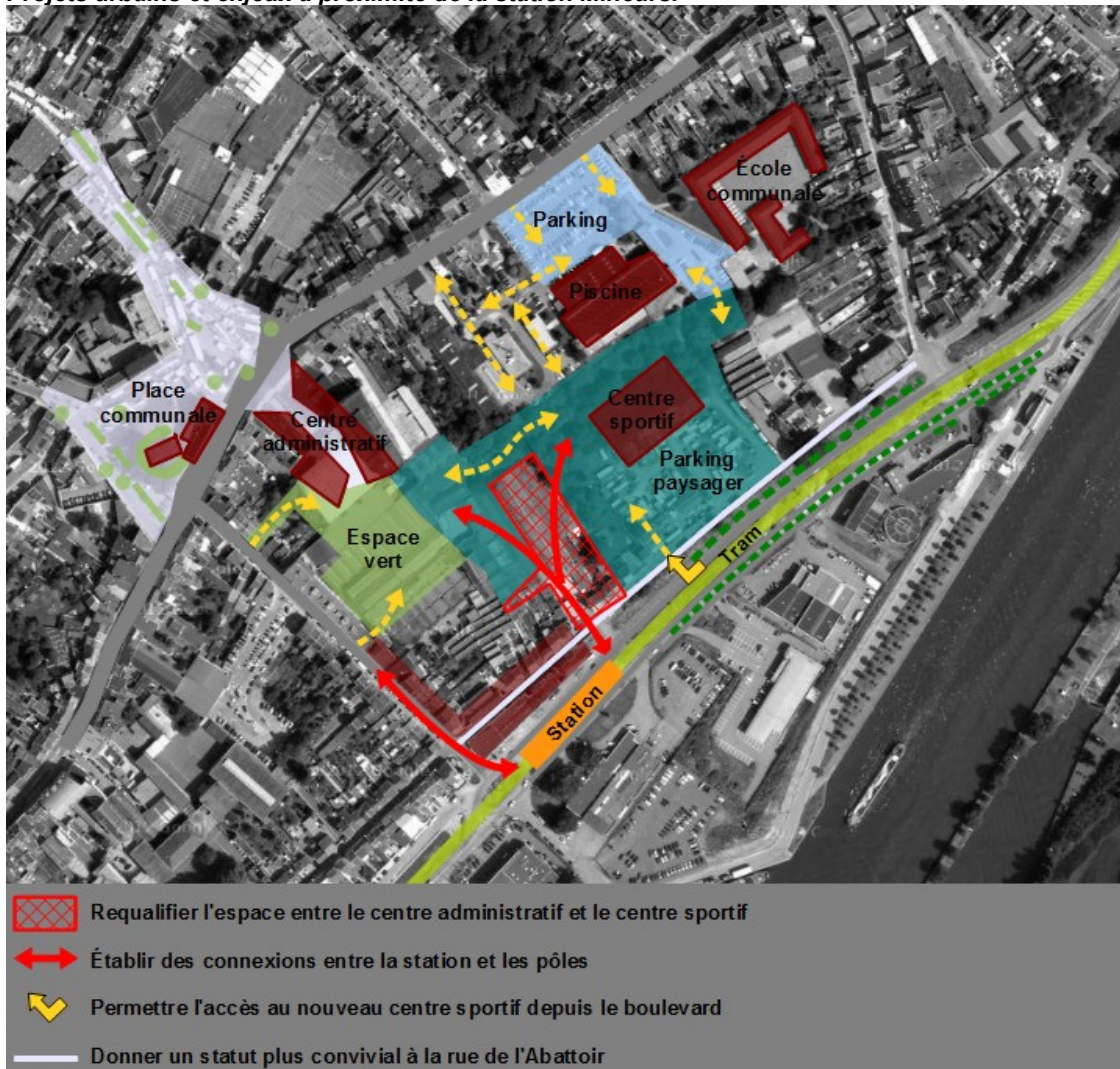 École
communale
Parking
Piscine
Place
communale
Centre
administratif
Centre
sportif
Parking
paysager
Espace
vert
Tram
Station
Requalifier l'espace entre le centre administratif et le centre sportif
Établir des connexions entre la station et les pôles
Permettre l'accès au nouveau centre sportif depuis le boulevard
Donner un statut plus convivial à la rue de l'Abattoir